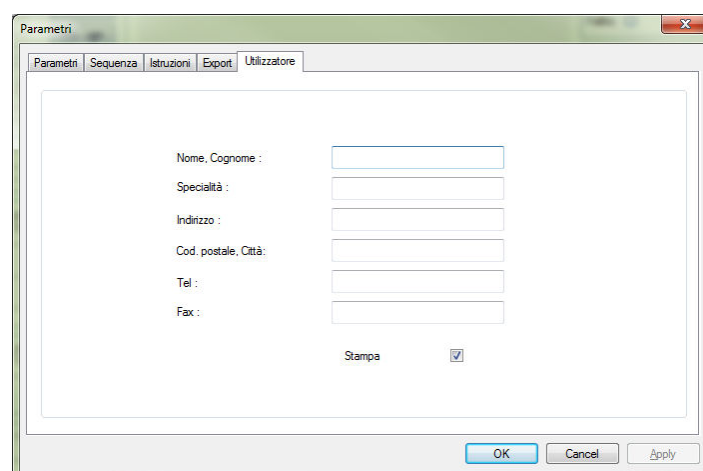 Parametri
Parametri Sequenza Istruzioni Export Utilizzatore
Nome, Cognome :
Specialità :
Indirizzo :
Cod. postale, Città:
Tel :
Fax :
Stampa
OK Cancel Apply